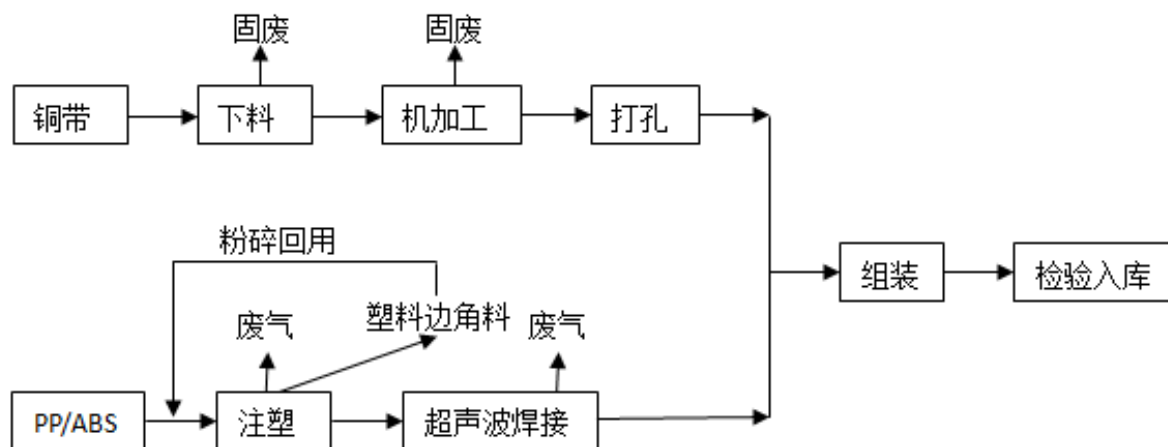 固废
固废
铜带
下料
机加工
打孔
粉碎回用
组装
检验入库
废气
塑料边角料
废气
PP/ABS
注塑
超声波焊接